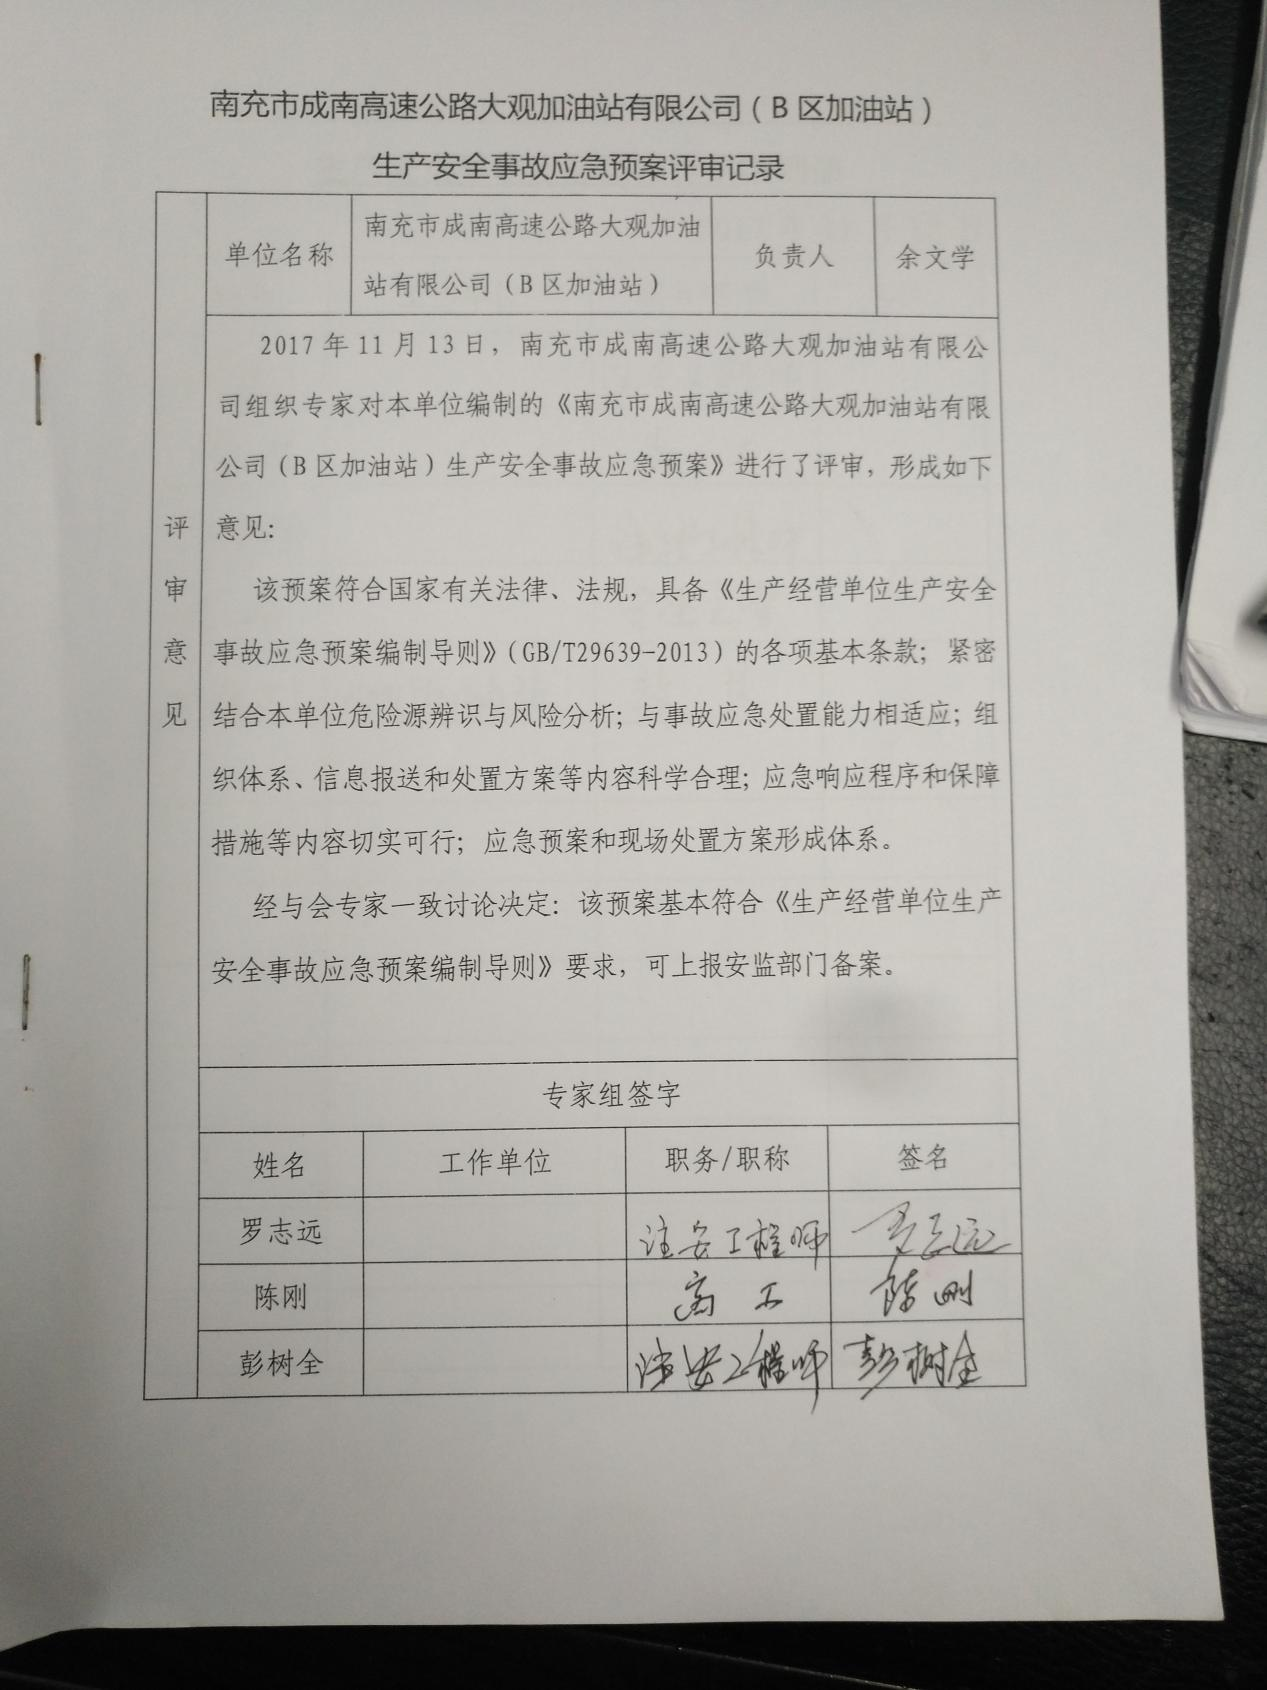 南充市成南高速公路大观加油站有限公司（B 区加油站）
生产安全事故应急预案评审记录
单位名称
南充市成南高速公路大观加油
站有限公司（B 区加油站）
负责人
余文学
评
审
意
见
2017 年 11 月 13 日，南充市成南高速公路大观加油站有限公
司组织专家对本单位编制的《南充市成南高速公路大观加油站有限
公司（B 区加油站）生产安全事故应急预案》进行了评审，形成如下
意见：
该预案符合国家有关法律、法规，具备《生产经营单位生产安全
事故应急预案编制导则》（GB/T29639-2013）的各项基本条款；紧密
结合本单位危险源辨识与风险分析；与事故应急处置能力相适应；组
织体系、信息报送和处置方案等内容科学合理；应急响应程序和保障
措施等内容切实可行；应急预案和现场处置方案形成体系。
经与会专家一致讨论决定：该预案基本符合《生产经营单位生产
安全事故应急预案编制导则》要求，可上报安监部门备案。
专家组签字
姓名 工作单位 职务/职称 签名
罗志远 注安工程师 罗志远
陈刚 高工 陈刚
彭树全 注安工程师 彭树全